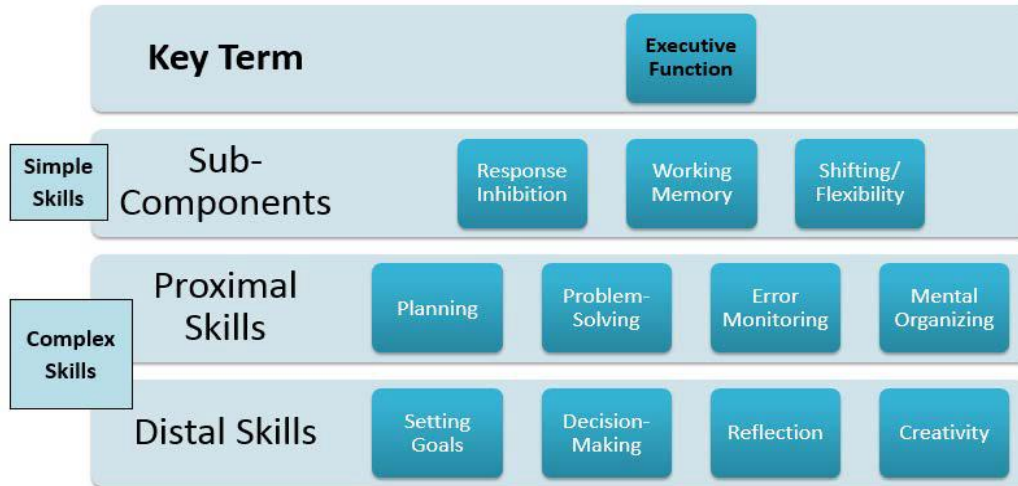 Key Term
Executive
Function
Simple
Skills
Sub-
Components
Response
Inhibition
Working
Memory
Shifting/
Flexibility
Complex
Skills
Proximal
Skills
Planning
Problem-
Solving
Error
Monitoring
Mental
Organizing
Distal Skills
Setting
Goals
Decision-
Making
Reflection
Creativity